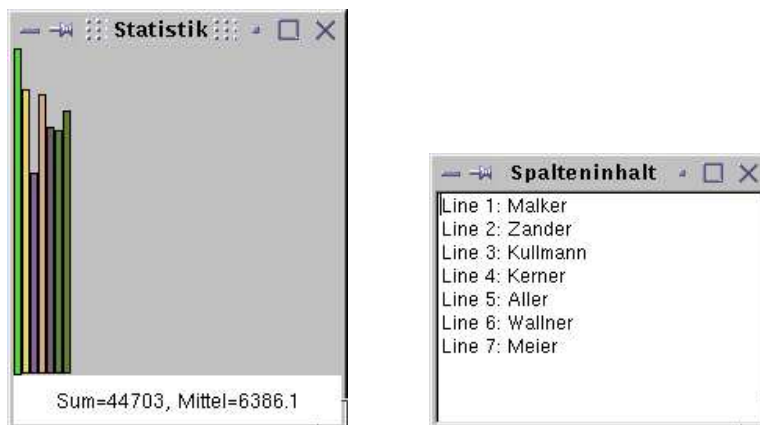 Statistik
Sum=44703, Mittel=6386.1
Spalteninhalt
Line 1: Malker
Line 2: Zander
Line 3: Kullmann
Line 4: Kerner
Line 5: Aller
Line 6: Wallner
Line 7: Meier